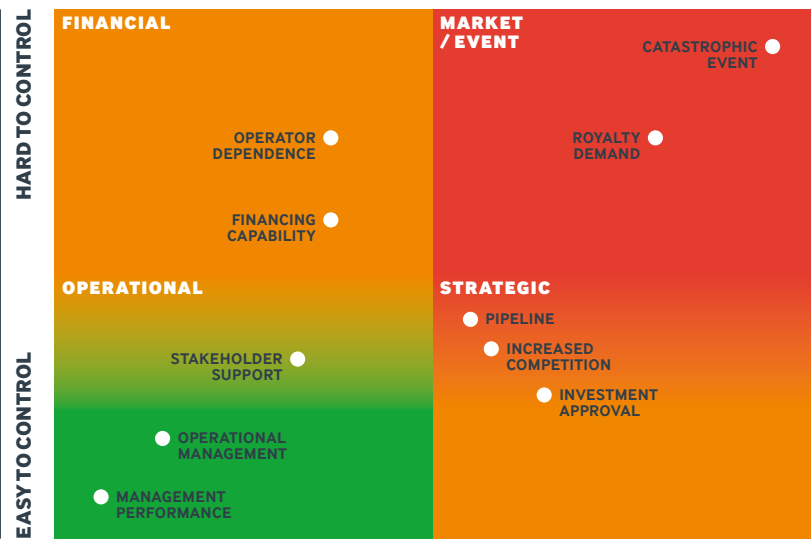 HARD TO CONTROL
EASY TO CONTROL
FINANCIAL
OPERATOR
DEPENDENCE
FINANCING
CAPABILITY
MARKET
/ EVENT
CATASTROPHIC
EVENT
ROYALTY
DEMAND
OPERATIONAL
STAKEHOLDER
SUPPORT
OPERATIONAL
MANAGEMENT
MANAGEMENT
PERFORMANCE
STRATEGIC
PIPELINE
INCREASED
COMPETITION
INVESTMENT
APPROVAL